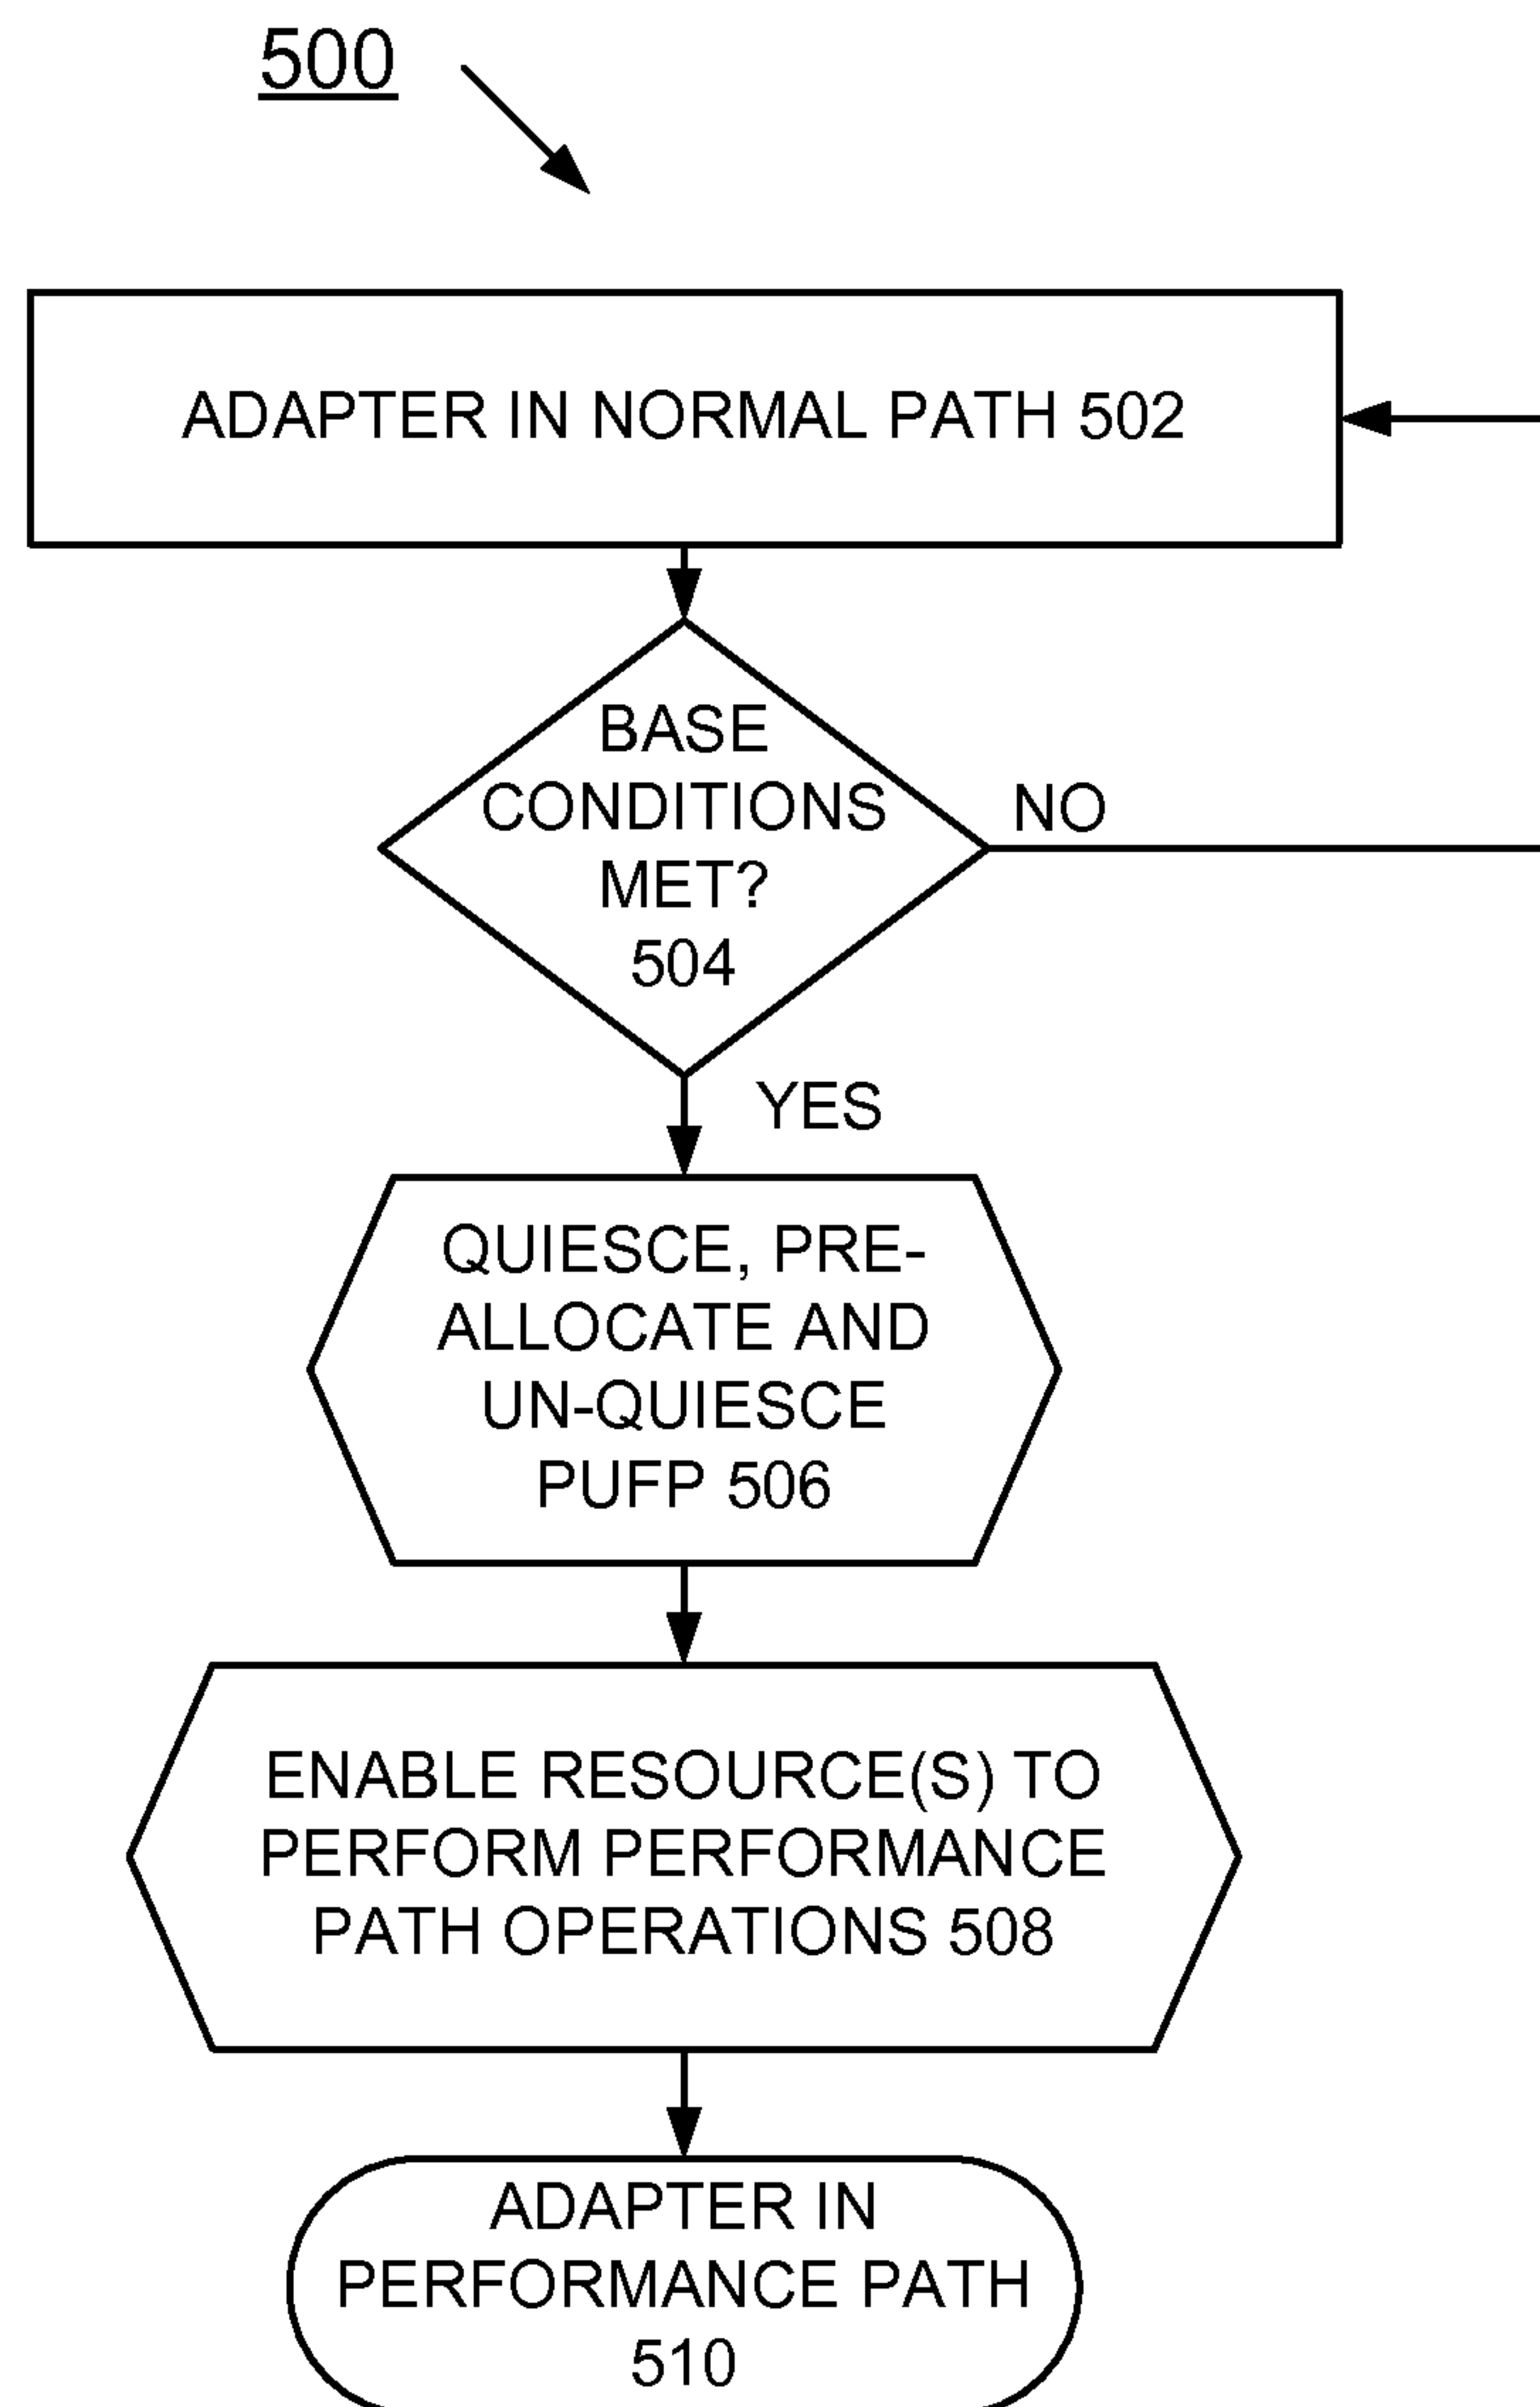 500
ADAPTER IN NORMAL PATH 502
BASE
CONDITIONS
MET?
504
NO
YES
QUIESCE, PRE-
ALLOCATE AND
UN-QUIESCE
PUFP 506
ENABLE RESOURCE(S) TO
PERFORM PERFORMANCE
PATH OPERATIONS 508
ADAPTER IN
PERFORMANCE PATH
510